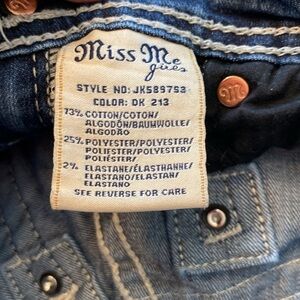 Miss Me
jeans
STYLE NO: JK5897S3
COLOR: DK 213
73% COTTON/COTON/
ALGODÓN/BAUMWOLLE/
ALGODÃO
25% POLYESTER/POLYESTER/
POLIÉSTER/POLYESTER/
POLIÉSTER
2% ELASTANE/ÉLASTHANNE/
ELASTANO/ELASTAN/
ELASTANO
SEE REVERSE FOR CARE
m